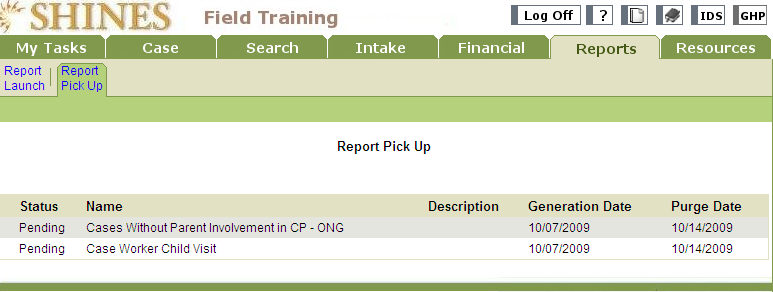 SHINES Field Training Log Off ? IDS GHP
My Tasks Case Search Intake Financial Reports Resources
Report Report
Launch Pick Up
Report Pick Up
Status Name Description Generation Date Purge Date
Pending Cases Without Parent Involvement in CP - ONG 10/07/2009 10/14/2009
Pending Case Worker Child Visit 10/07/2009 10/14/2009